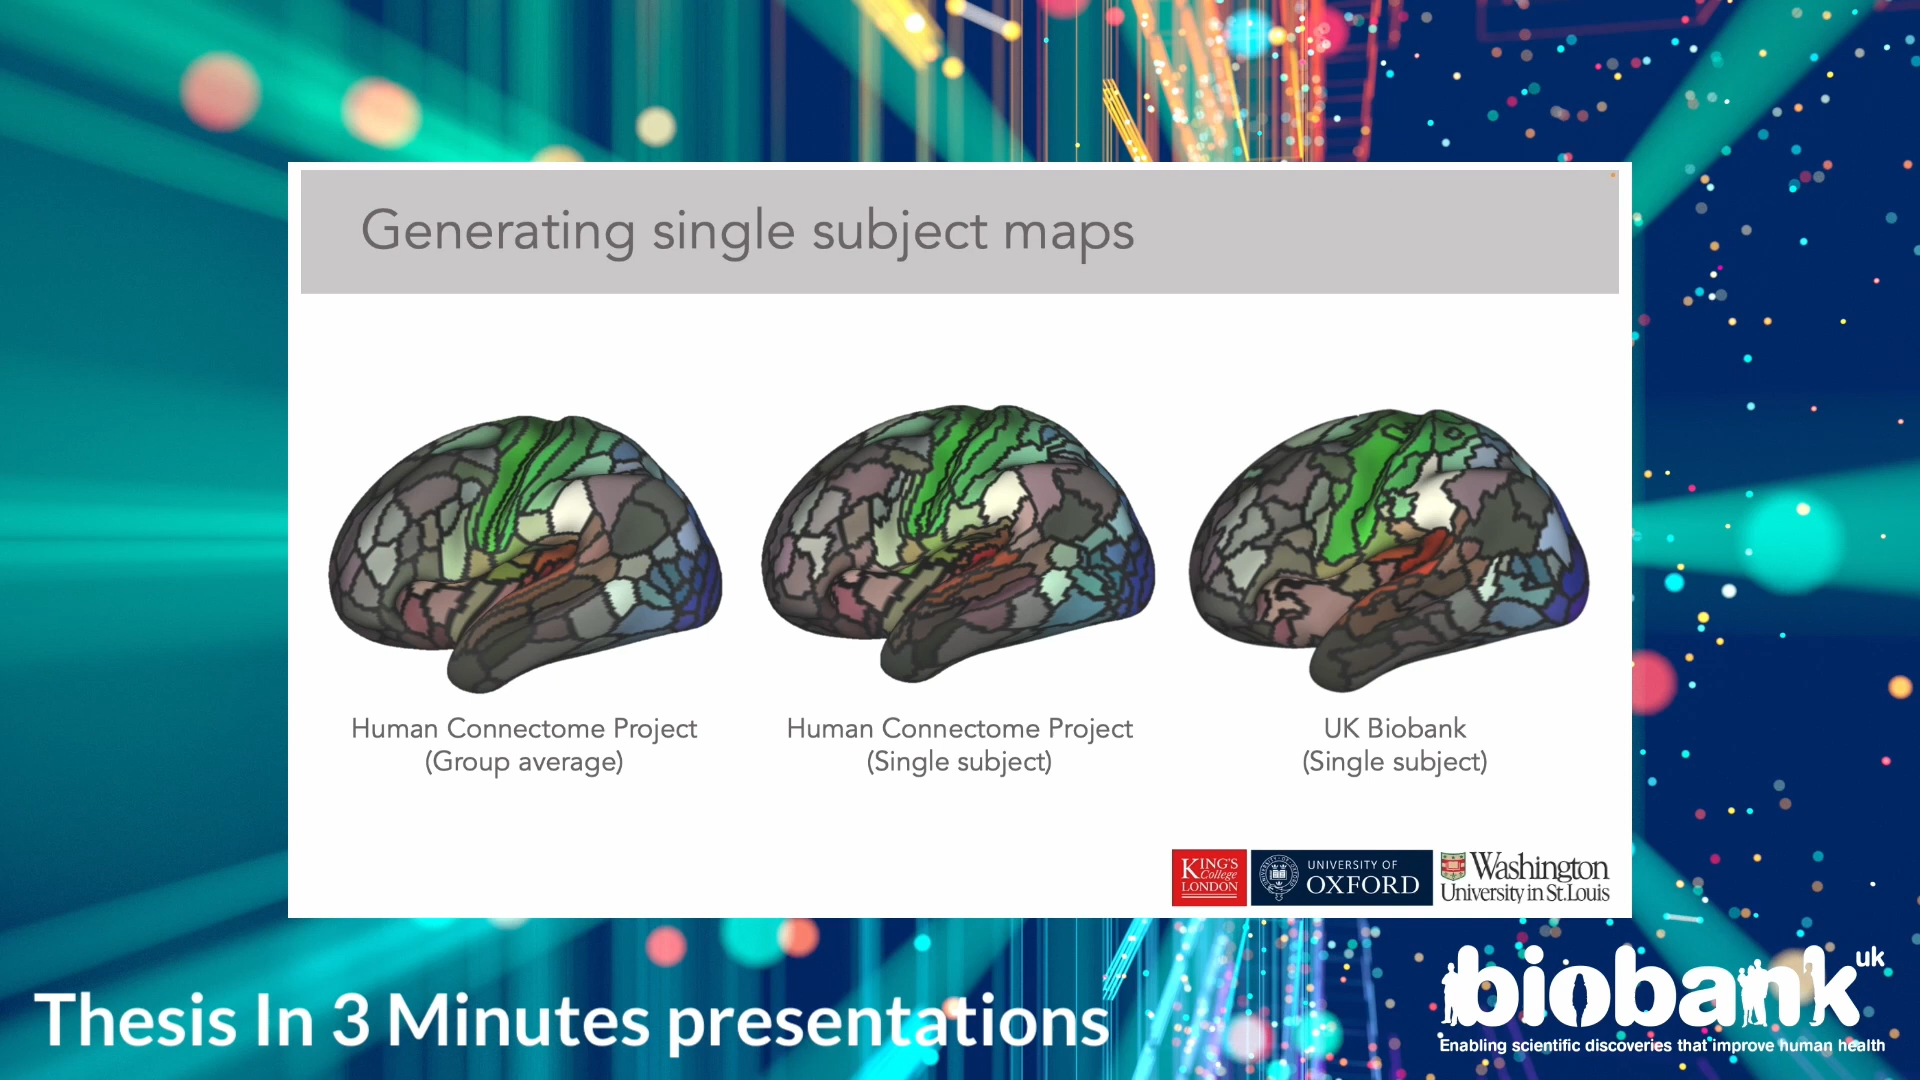 Generating single subject maps
Human Connectome Project
(Group average)
Human Connectome Project
(Single subject)
UK Biobank
(Single subject)
KING'S
College
LONDON
UNIVERSITY OF
OXFORD
Washington
University in St. Louis
Thesis In 3 Minutes presentations
biobank uk
Enabling scientific discoveries that improve human health